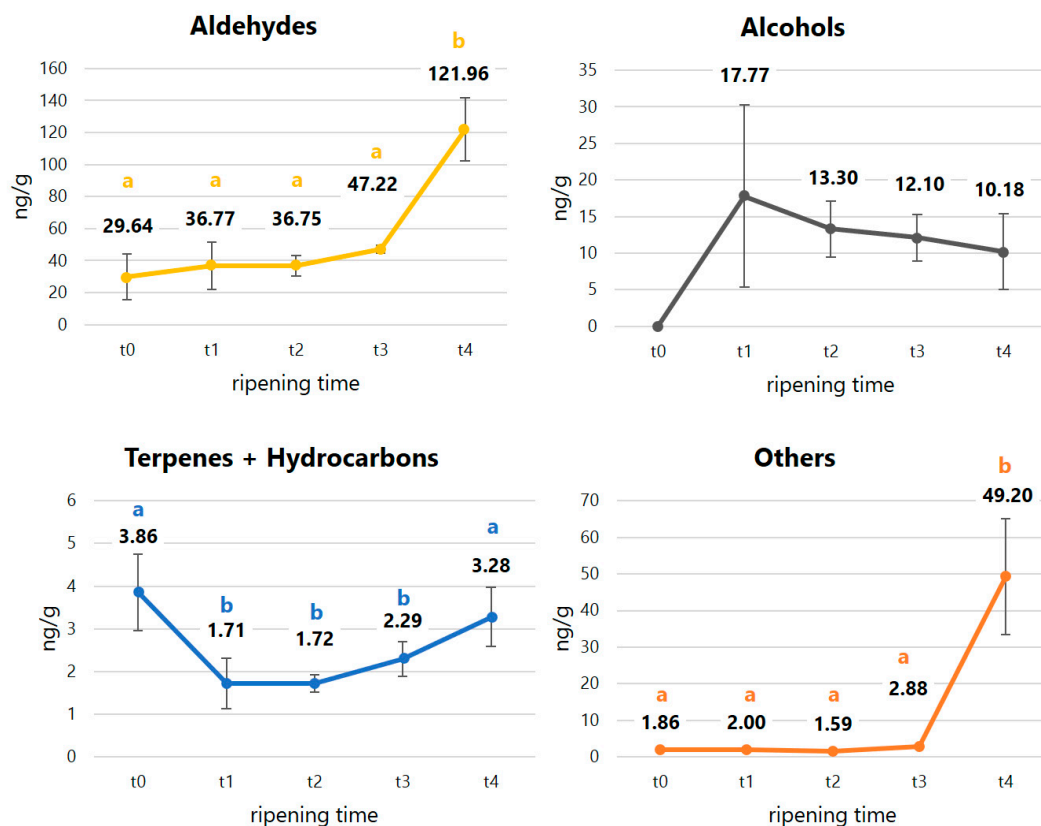 Aldehydes
b
160
121.96
140
120
a
100
a
a
a
47.22
80
36.77
36.75
29.64
60
40
20
0
ng/g
t0
t1
t2
t3
t4
ripening time
Alcohols
35
17.77
30
25
13.30
12.10
10.18
20
15
10
5
0
ng/g
t0
t1
t2
t3
t4
ripening time
Terpenes + Hydrocarbons
6
a
a
3.86
5
3.28
4
b
b
b
2.29
1.71
1.72
3
2
1
0
ng/g
t0
t1
t2
t3
t4
ripening time
Others
b
49.20
70
60
50
40
30
a
20
2.88
a
a
a
1.86
2.00
1.59
10
0
ng/g
t0
t1
t2
t3
t4
ripening time